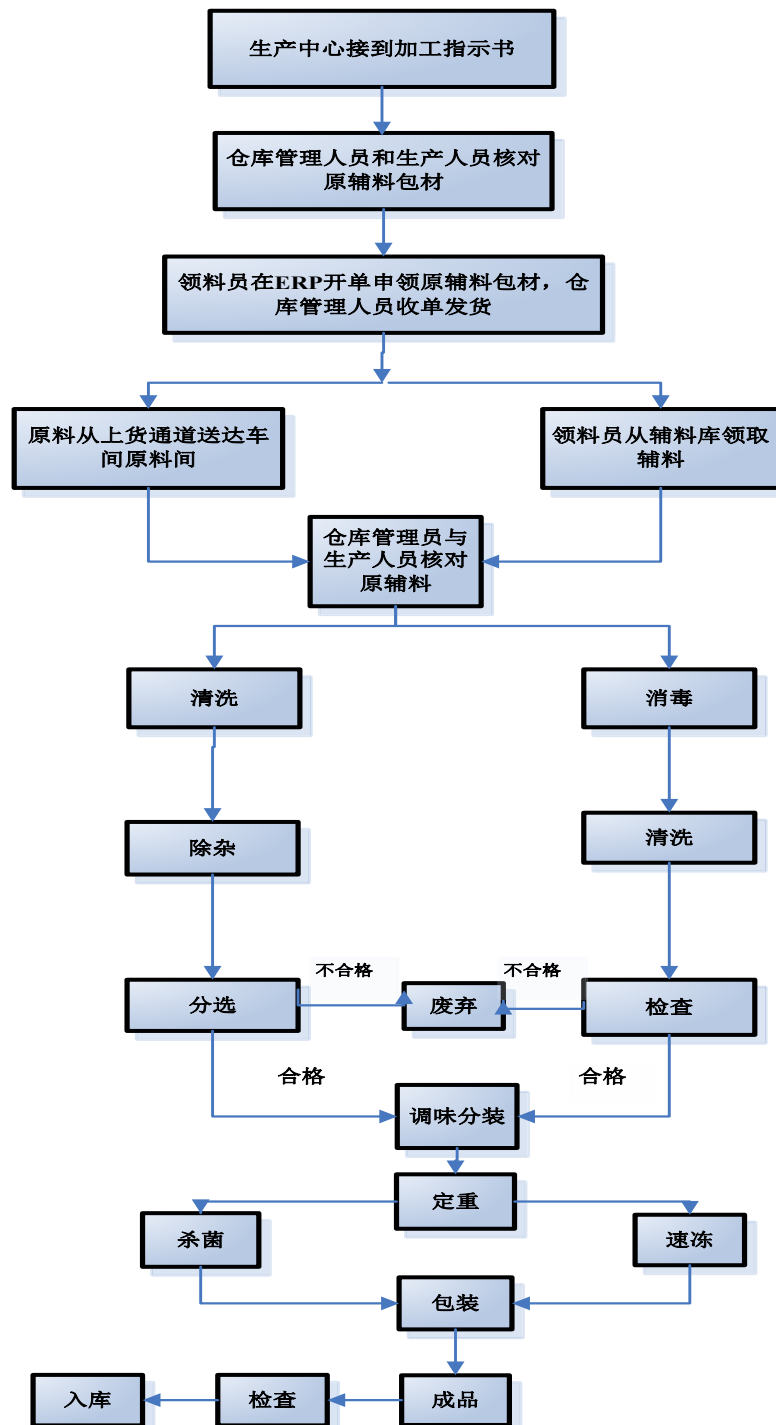 生产中心接到加工指示书
仓库管理人员和生产人员核对
原辅料包材
领料员在ERP开单申领原辅料包材，仓
库管理人员收单发货
原料从上货通道送达车
间原料间
领料员从辅料库领取
辅料
仓库管理员与
生产人员核对
原辅料
清洗
消毒
除杂
清洗
不合格
不合格
分选
废弃
检查
合格
合格
调味分装
定重
杀菌
速冻
包装
入库
检查
成品